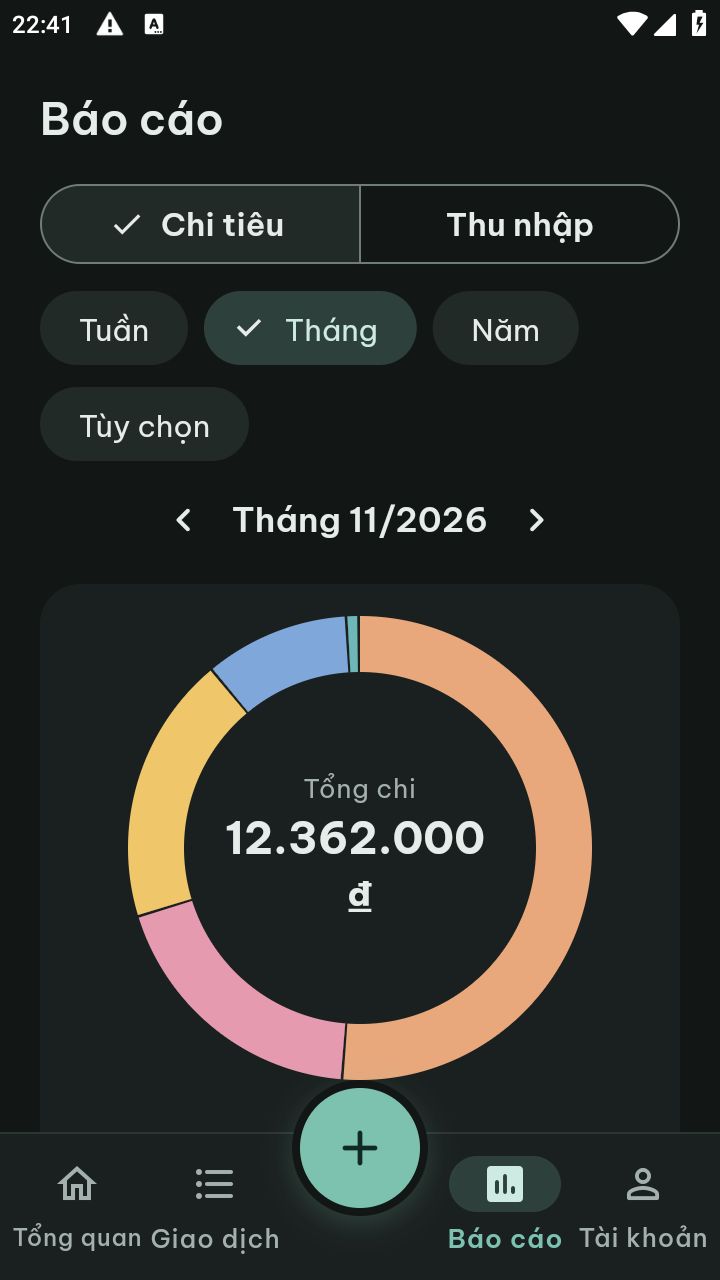 22:41
Báo cáo
Chi tiêu Thu nhập
Tuần Tháng Năm
Tùy chọn
Tháng 11/2026
Tổng chi
12.362.000
₫
Tổng quan Giao dịch Báo cáo Tài khoản